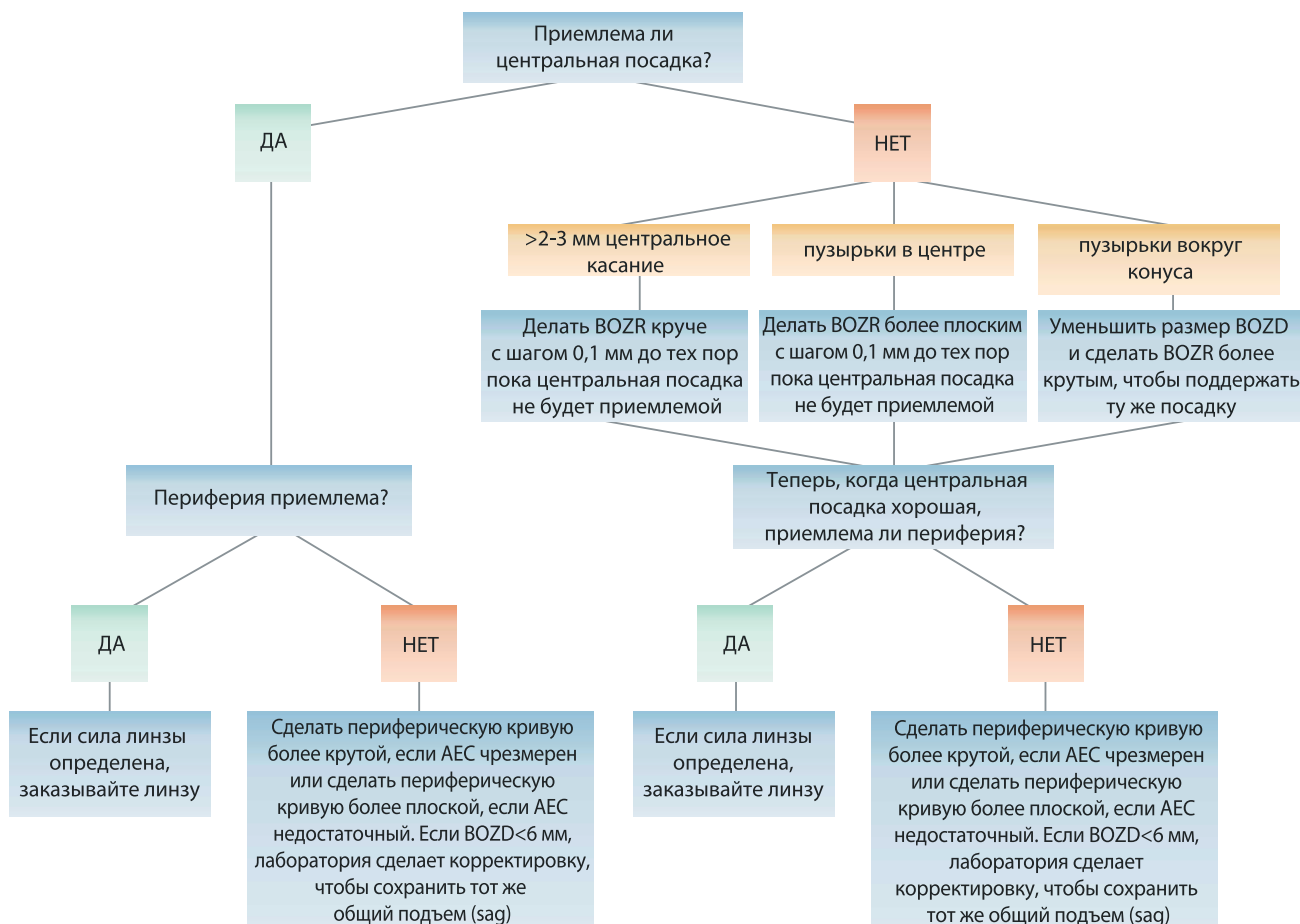 Приемлема ли
центральная посадка?
ДА
НЕТ
>2-3 мм центральное
касание
пузырьки в центре
пузырьки вокруг
конуса
Делать BOZR круче
с шагом 0,1 мм до тех пор
пока центральная посадка
не будет приемлемой
Делать BOZR более плоским
с шагом 0,1 мм до тех пор
пока центральная посадка
не будет приемлемой
Уменьшить размер BOZD
и сделать BOZR более
крутым, чтобы поддержать
ту же посадку
Периферия приемлема?
Теперь, когда центральная
посадка хорошая,
приемлема ли периферия?
ДА
НЕТ
ДА
НЕТ
Если сила линзы
определена,
заказывайте линзу
Сделать периферическую кривую
более крутой, если AEC чрезмерен
или сделать периферическую
кривую более плоской, если AEC
недостаточный. Если BOZD<6 мм,
лаборатория сделает корректировку,
чтобы сохранить тот же
общий подъем (sag)
Если сила линзы
определена,
заказывайте линзу
Сделать периферическую кривую
более крутой, если AEC чрезмерен
или сделать периферическую
кривую более плоской, если AEC
недостаточный. Если BOZD<6 мм,
лаборатория сделает
корректировку, чтобы сохранить
тот же общий подъем (sag)